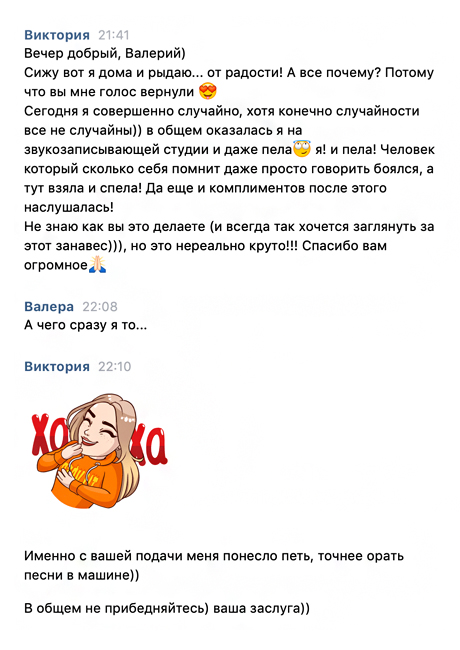 Виктория 21:41
Вечер добрый, Валерий)
Сижу вот я дома и рыдаю... от радости! А все почему? Потому
что вы мне голос вернули 😍
Сегодня я совершенно случайно, хотя конечно случайности
все не случайны)) в общем оказалась я на
звукозаписывающей студии и даже пела😇 я! и пела! Человек
который сколько себя помнит даже просто говорить боялся, а
тут взяла и спела! Да еще и комплиментов после этого
наслушалась!
Не знаю как вы это делаете (и всегда так хочется заглянуть за
этот занавес))), но это нереально круто!!! Спасибо вам
огромное🙏🏻
Валера 22:08
А чего сразу я то...
Виктория 22:10
ха ха
Именно с вашей подачи меня понесло петь, точнее орать
песни в машине))
В общем не прибедняйтесь) ваша заслуга))